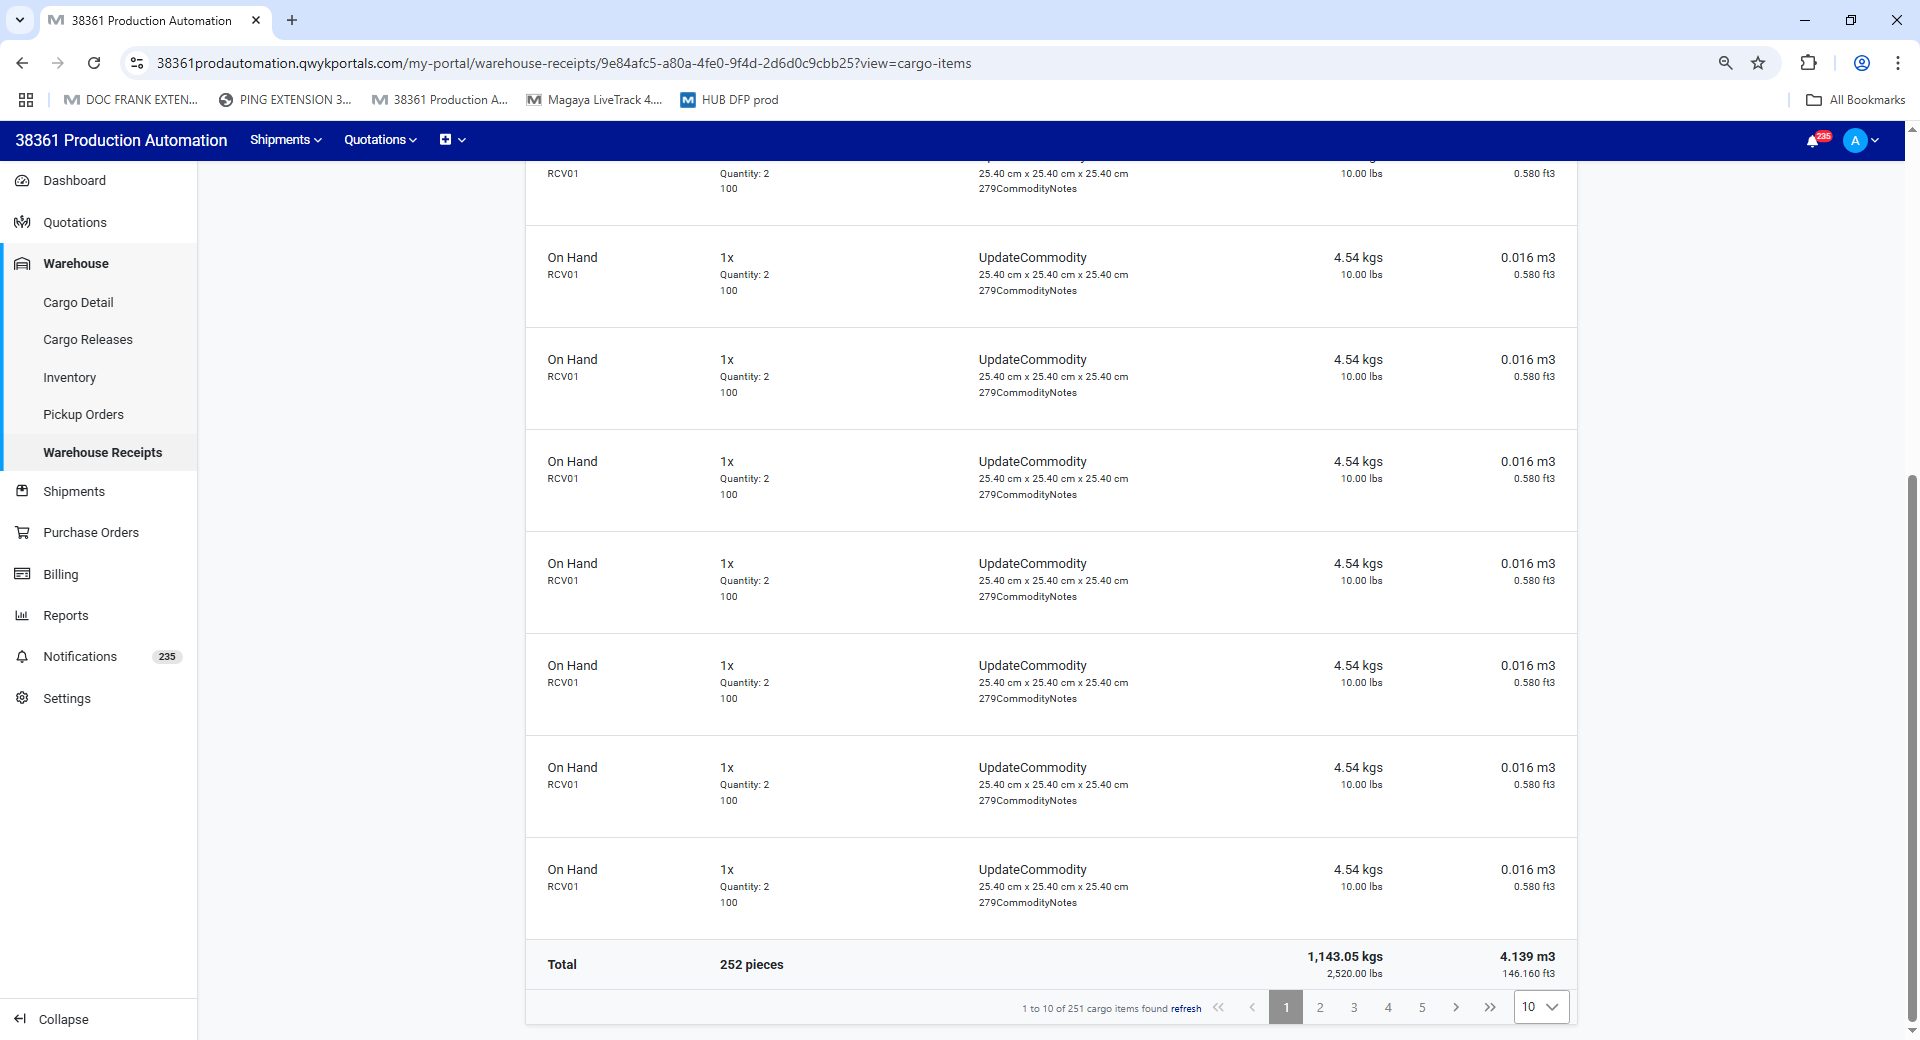 38361 Production Automation
38361prodautomation.qwykportals.com/my-portal/warehouse-receipts/9e84afc5-a80a-4fe0-9f4d-2d6d0c9cbb25?view=cargo-items
DOC FRANK EXTEN... PING EXTENSION 3... 38361 Production A... Magaya LiveTrack 4.... HUB DFP prod All Bookmarks
38361 Production Automation Shipments Quotations 235 A
Dashboard
Quotations
Warehouse
Cargo Detail
Cargo Releases
Inventory
Pickup Orders
Warehouse Receipts
Shipments
Purchase Orders
Billing
Reports
Notifications 235
Settings
Collapse
RCV01 Quantity: 2 25.40 cm x 25.40 cm x 25.40 cm 10.00 lbs 0.580 ft3
100 279CommodityNotes
On Hand 1x UpdateCommodity 4.54 kgs 0.016 m3
RCV01 Quantity: 2 25.40 cm x 25.40 cm x 25.40 cm 10.00 lbs 0.580 ft3
100 279CommodityNotes
On Hand 1x UpdateCommodity 4.54 kgs 0.016 m3
RCV01 Quantity: 2 25.40 cm x 25.40 cm x 25.40 cm 10.00 lbs 0.580 ft3
100 279CommodityNotes
On Hand 1x UpdateCommodity 4.54 kgs 0.016 m3
RCV01 Quantity: 2 25.40 cm x 25.40 cm x 25.40 cm 10.00 lbs 0.580 ft3
100 279CommodityNotes
On Hand 1x UpdateCommodity 4.54 kgs 0.016 m3
RCV01 Quantity: 2 25.40 cm x 25.40 cm x 25.40 cm 10.00 lbs 0.580 ft3
100 279CommodityNotes
On Hand 1x UpdateCommodity 4.54 kgs 0.016 m3
RCV01 Quantity: 2 25.40 cm x 25.40 cm x 25.40 cm 10.00 lbs 0.580 ft3
100 279CommodityNotes
On Hand 1x UpdateCommodity 4.54 kgs 0.016 m3
RCV01 Quantity: 2 25.40 cm x 25.40 cm x 25.40 cm 10.00 lbs 0.580 ft3
100 279CommodityNotes
On Hand 1x UpdateCommodity 4.54 kgs 0.016 m3
RCV01 Quantity: 2 25.40 cm x 25.40 cm x 25.40 cm 10.00 lbs 0.580 ft3
100 279CommodityNotes
Total 252 pieces 1,143.05 kgs 4.139 m3
2,520.00 lbs 146.160 ft3
1 to 10 of 251 cargo items found refresh 1 2 3 4 5 10